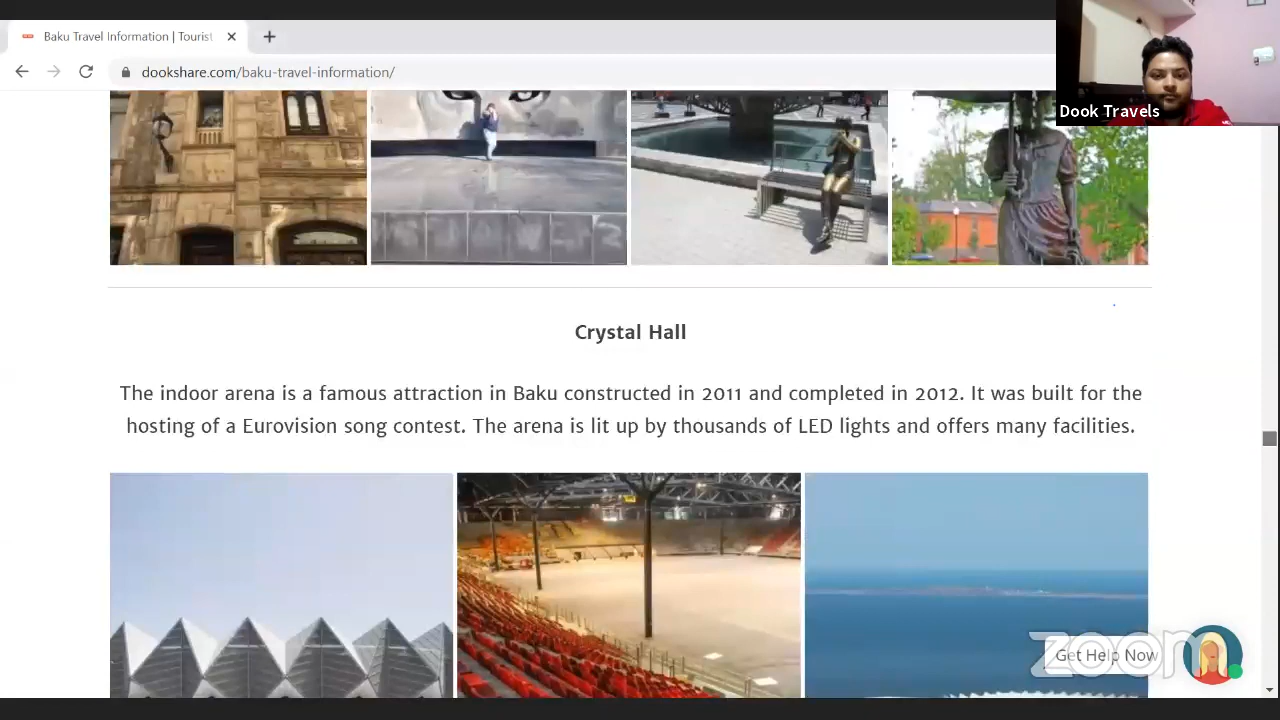 Baku Travel Information | Tourist
dookshare.com/baku-travel-information/
Dook Travels
Crystal Hall
The indoor arena is a famous attraction in Baku constructed in 2011 and completed in 2012. It was built for the
hosting of a Eurovision song contest. The arena is lit up by thousands of LED lights and offers many facilities.
zoom
Get Help Now